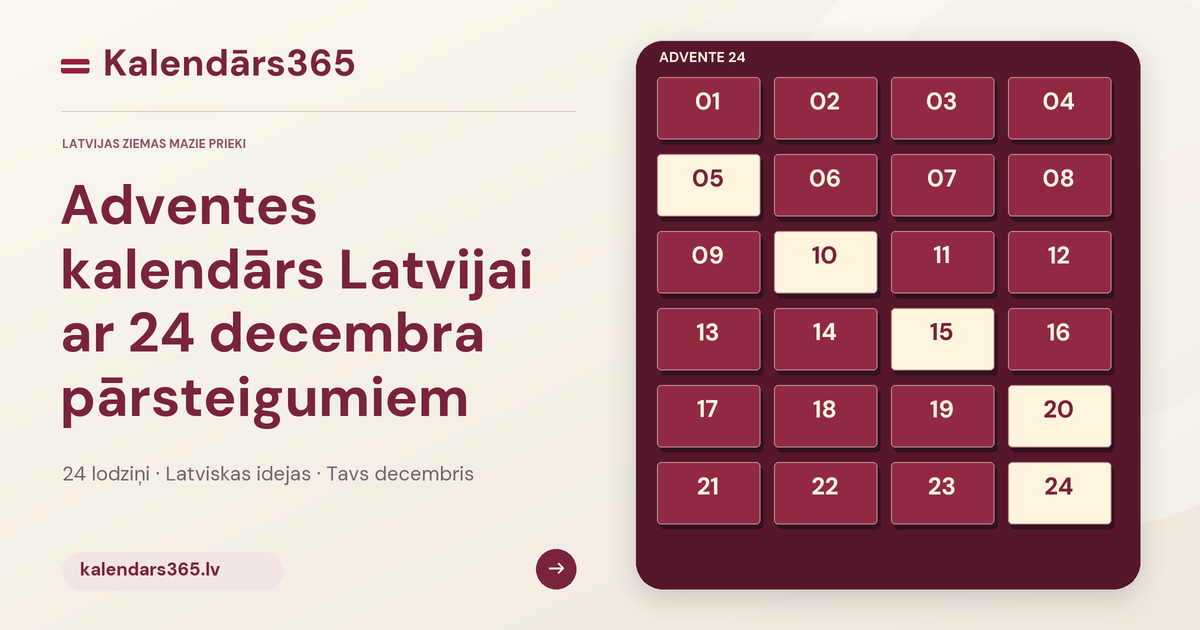 Kalendārs365
LATVIJAS ZIEMAS MAZIE PRIEKI
Adventes
kalendārs Latvijai
ar 24 decembra
pārsteigumiem
24 lodziņi · Latviskas idejas · Tavs decembris
kalendars365.lv
ADVENTE 24
01 02 03 04
05 06 07 08
09 10 11 12
13 14 15 16
17 18 19 20
21 22 23 24